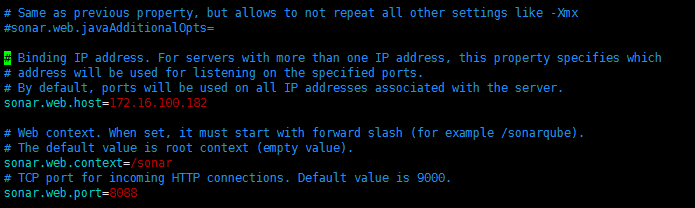 # Same as previous property, but allows to not repeat all other settings like -Xmx
#sonar.web.javaAdditionalOpts=
# Binding IP address. For servers with more than one IP address, this property specifies which
# address will be used for listening on the specified ports.
# By default, ports will be used on all IP addresses associated with the server.
sonar.web.host=172.16.100.182
# Web context. When set, it must start with forward slash (for example /sonarqube).
# The default value is root context (empty value).
sonar.web.context=/sonar
# TCP port for incoming HTTP connections. Default value is 9000.
sonar.web.port=8088